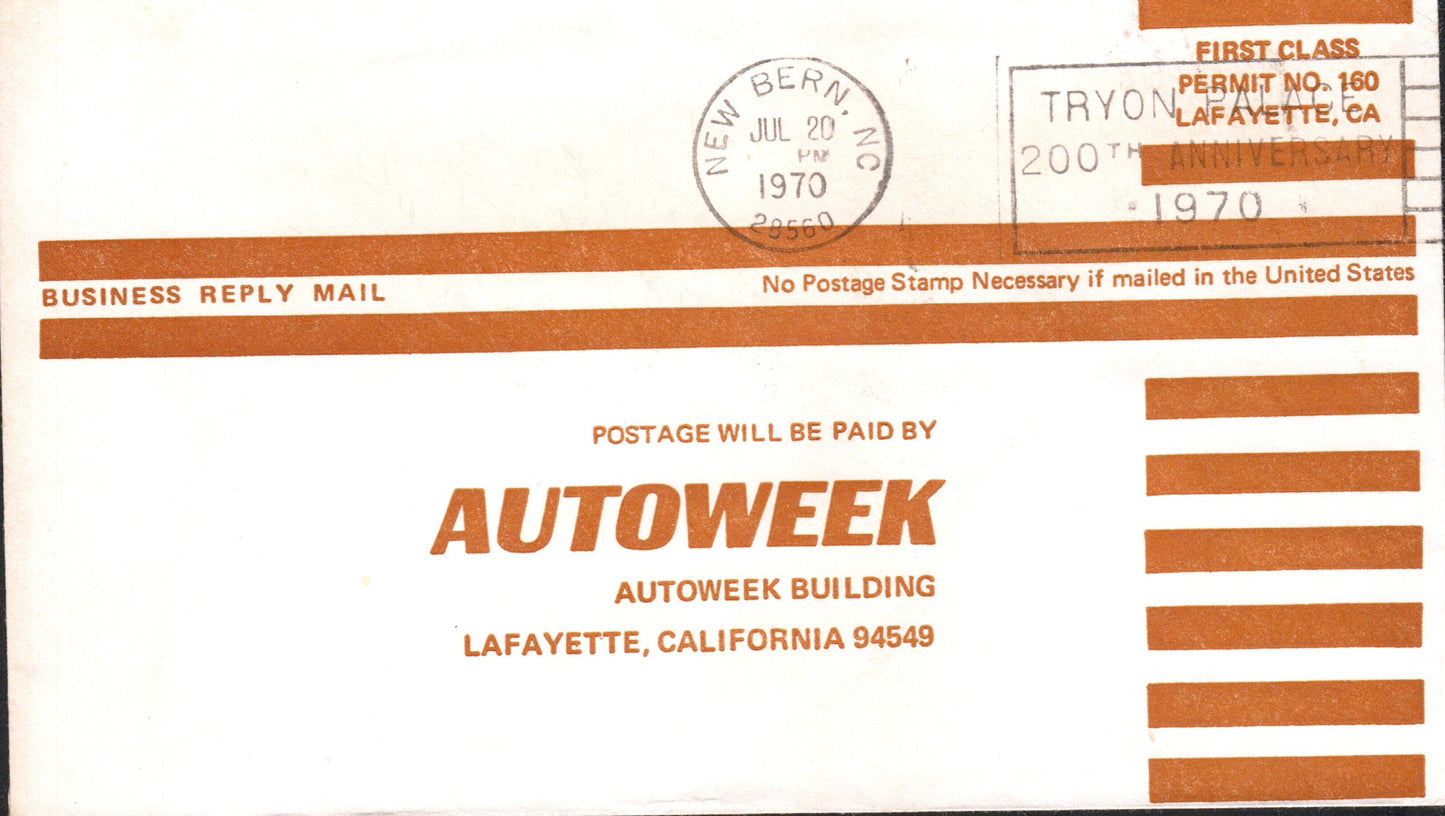 FIRST CLASS
PERMIT NO. 160
LAFAYETTE, CA
NEW BERN, NC
JUL 20
PM
1970
28560
TRYON PALACE
200TH ANNIVERSARY
1970
BUSINESS REPLY MAIL
No Postage Stamp Necessary if mailed in the United States
POSTAGE WILL BE PAID BY
AUTOWEEK
AUTOWEEK BUILDING
LAFAYETTE, CALIFORNIA 94549